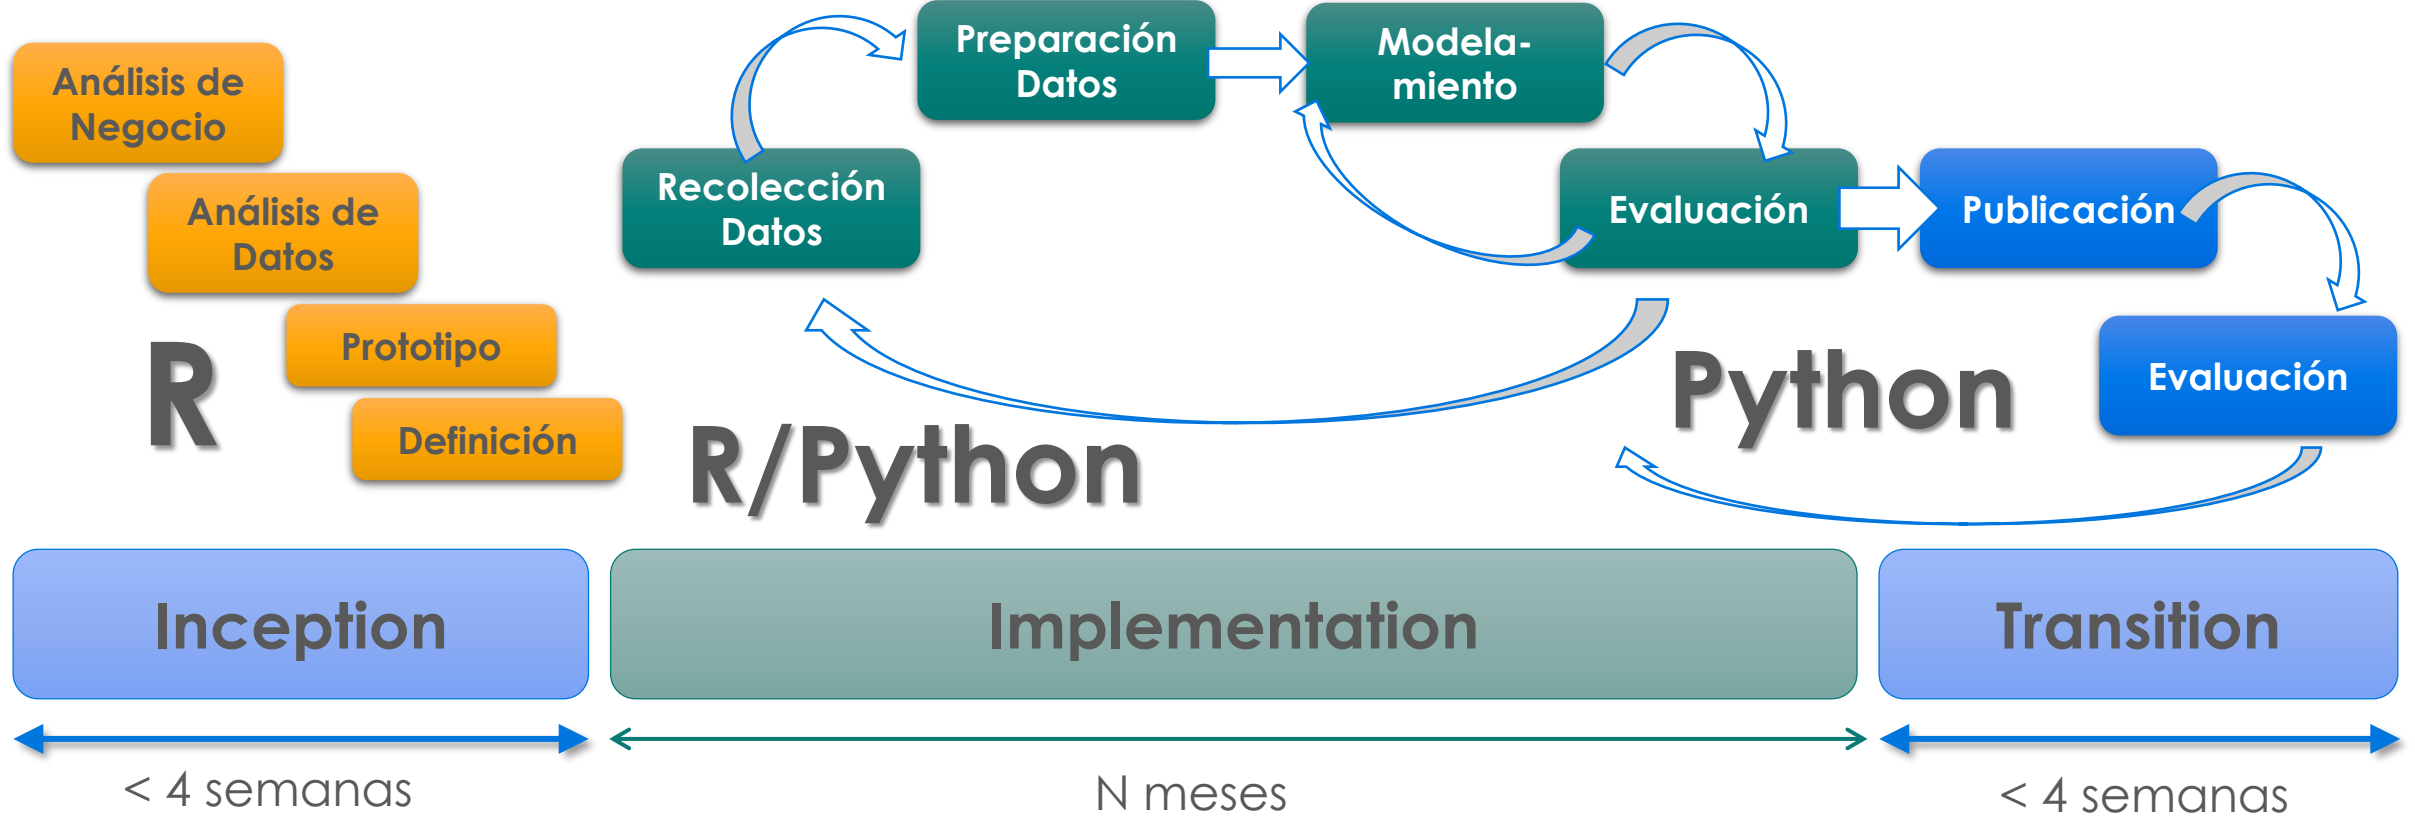 Análisis de
Negocio
Análisis de
Datos
Prototipo
Definición
R
Recolección
Datos
Preparación
Datos
Modela-
miento
Evaluación
Publicación
Evaluación
R/Python
Python
Inception
Implementation
Transition
< 4 semanas
N meses
< 4 semanas